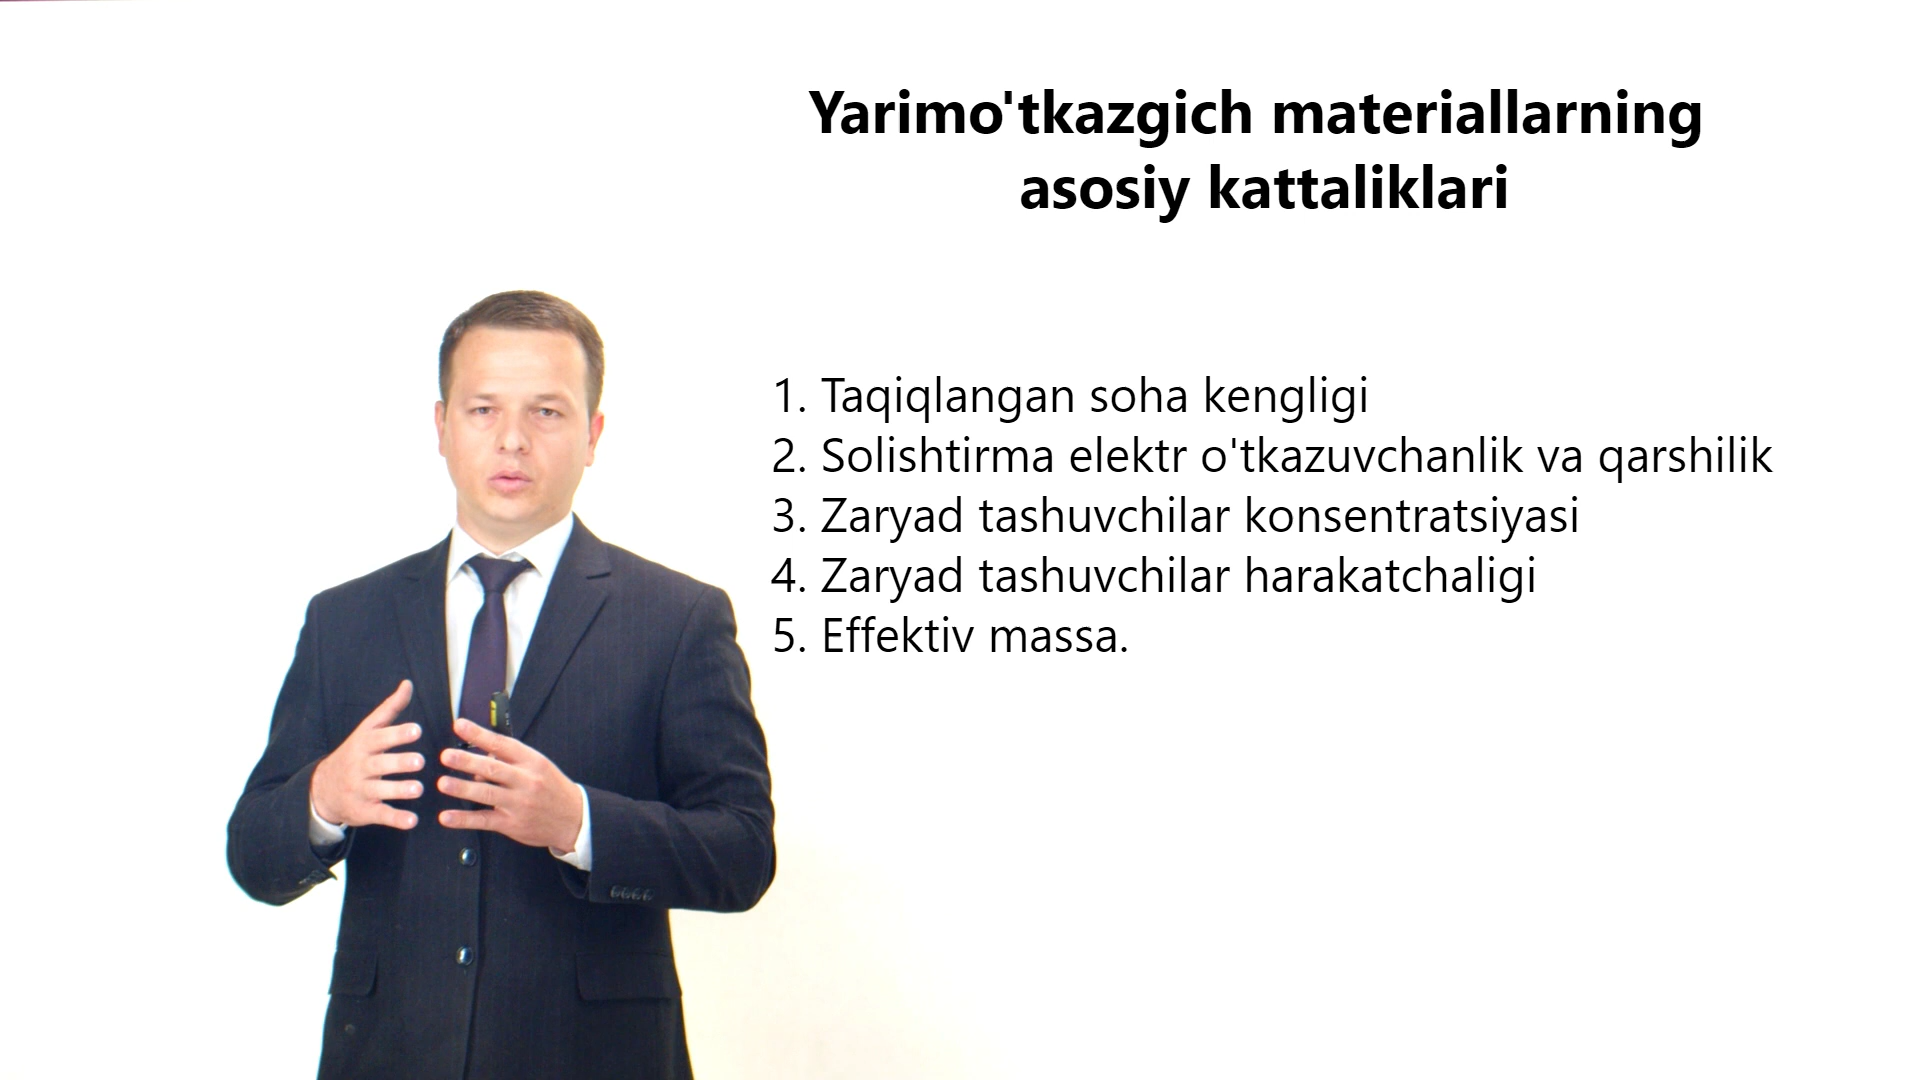 Yarimo'tkazgich materiallarning
asosiy kattaliklari
1. Taqiqlangan soha kengligi
2. Solishtirma elektr o'tkazuvchanlik va qarshilik
3. Zaryad tashuvchilar konsentratsiyasi
4. Zaryad tashuvchilar harakatchaligi
5. Effektiv massa.